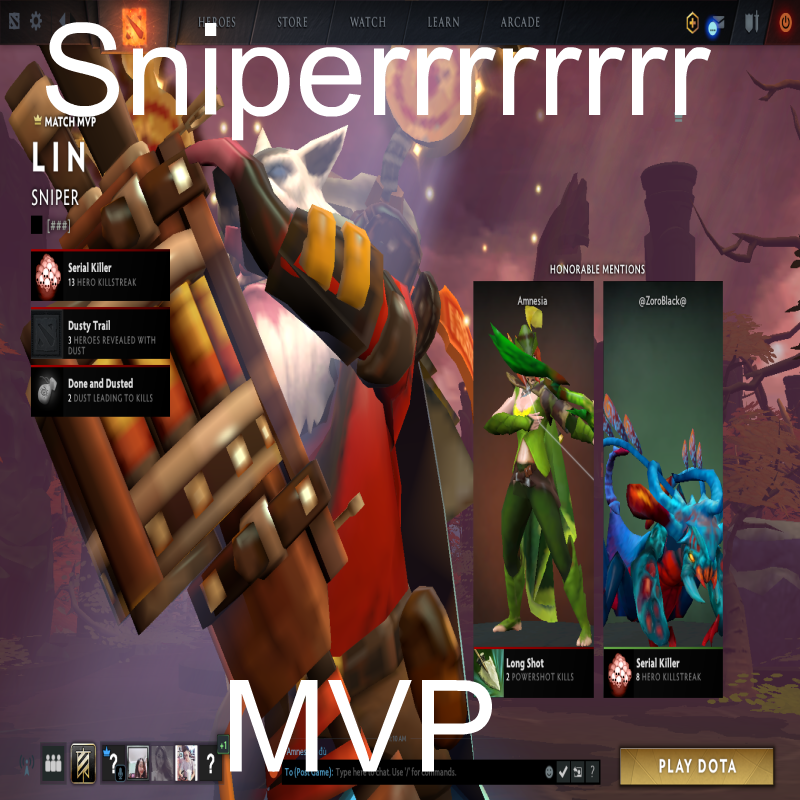 HEROES STORE WATCH LEARN ARCADE
Sniperrrrrrrrr
MATCH MVP
LIN
SNIPER
[###]
Serial Killer
13 HERO KILLSTREAK
Dusty Trail
3 HEROES REVEALED WITH
DUST
Done and Dusted
2 DUST LEADING TO KILLS
HONORABLE MENTIONS
Amnesia
@ZoroBlack@
Long Shot
2 POWERSHOT KILLS
Serial Killer
8 HERO KILLSTREAK
MVP
+1
To (Post Game): Type here to chat. Use '/' for commands.
PLAY DOTA